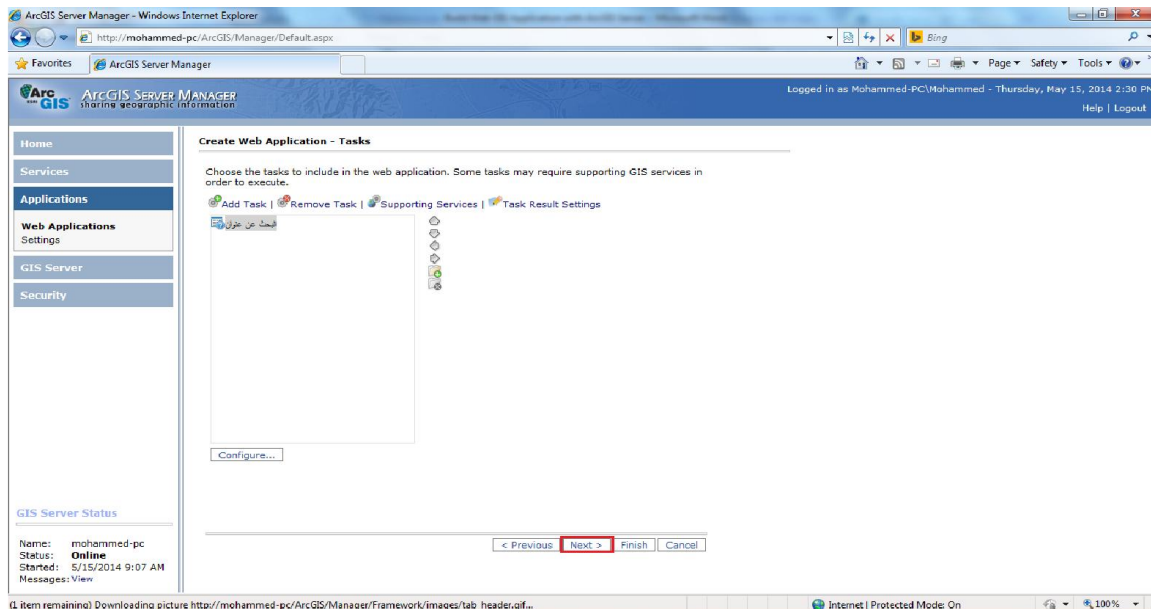 ArcGIS Server Manager - Windows Internet Explorer
http://mohammed-pc/ArcGIS/Manager/Default.aspx
Bing
Favorites
ArcGIS Server Manager
Page
Safety
Tools
ArcGIS
ARCGIS SERVER MANAGER
sharing geographic information
Logged in as Mohammed-PC\Mohammed - Thursday, May 15, 2014 2:30 PM
Help | Logout
Home
Services
Applications
Web Applications
Settings
GIS Server
Security
Create Web Application - Tasks
Choose the tasks to include in the web application. Some tasks may require supporting GIS services in
order to execute.
Add Task | Remove Task | Supporting Services | Task Result Settings
البحث عن عنوان
Configure...
< Previous
Next >
Finish
Cancel
GIS Server Status
Name: mohammed-pc
Status: Online
Started: 5/15/2014 9:07 AM
Messages: View
(1 item remaining) Downloading picture http://mohammed-pc/ArcGIS/Manager/Framework/images/tab_header.gif...
Internet | Protected Mode: On
100%